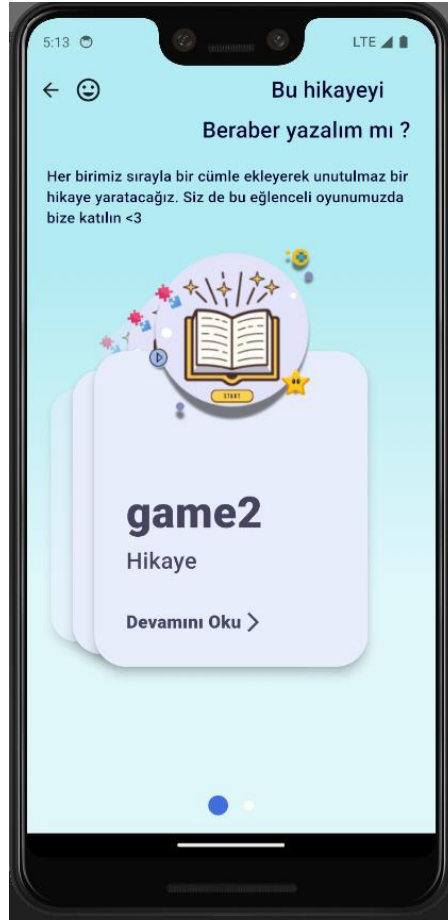 5:13
LTE
Bu hikayeyi
Beraber yazalım mı ?
Her birimiz sırayla bir cümle ekleyerek unutulmaz bir
hikaye yaratacağız. Siz de bu eğlenceli oyunumuzda
bize katılın <3
START
game2
Hikaye
Devamını Oku